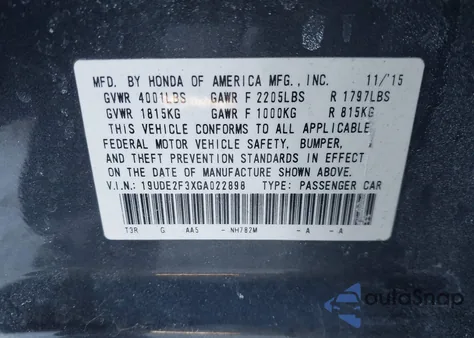 MFD. BY HONDA OF AMERICA MFG., INC. 11/'15
GVWR 4001LBS GAWR F 2205LBS R 1797LBS
GVWR 1815KG GAWR F 1000KG R 815KG
THIS VEHICLE CONFORMS TO ALL APPLICABLE
FEDERAL MOTOR VEHICLE SAFETY, BUMPER,
AND THEFT PREVENTION STANDARDS IN EFFECT
ON THE DATE OF MANUFACTURE SHOWN ABOVE.
V.I.N.: 19UDE2F3XGA022898 TYPE: PASSENGER CAR
T3R G AA5 - NH782M - A - A
autoSnap